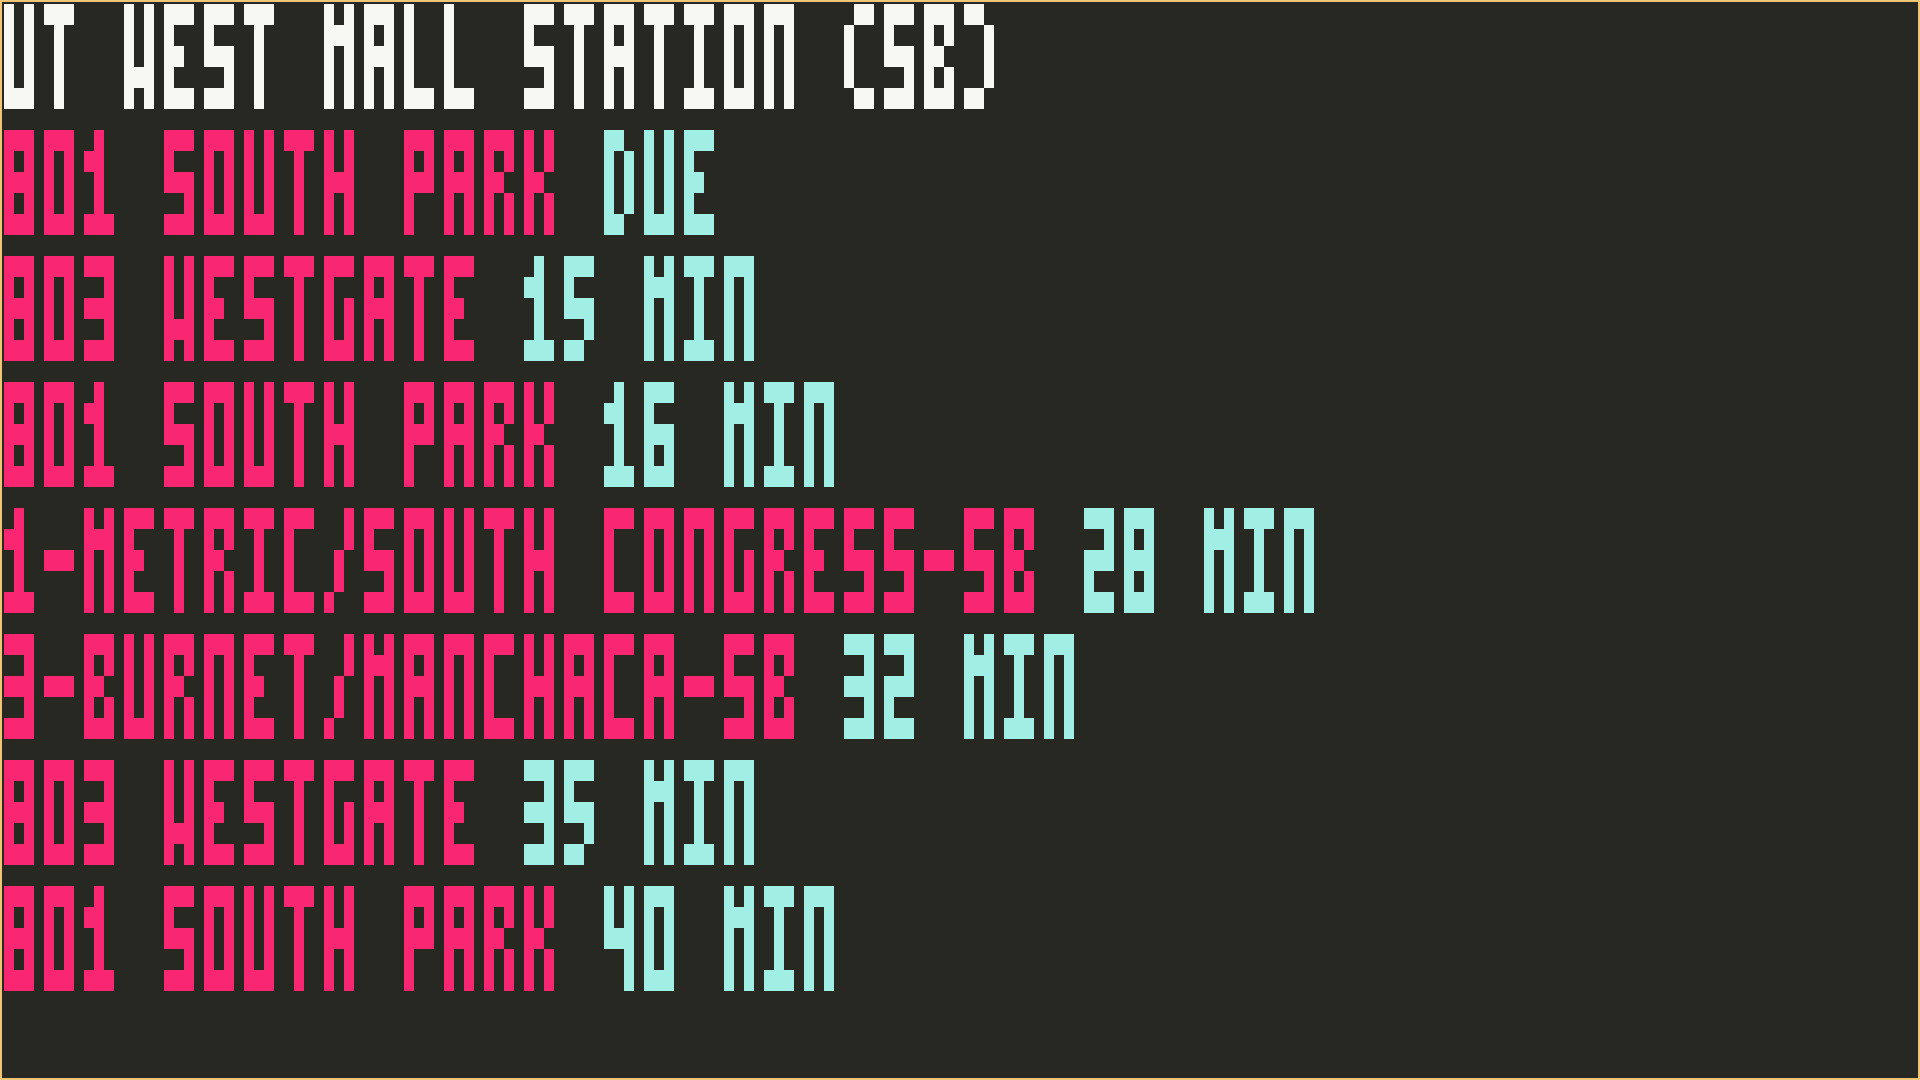 UT WEST MALL STATION (SB)
801 SOUTH PARK DUE
803 WESTGATE 15 MIN
801 SOUTH PARK 16 MIN
1-METRIC/SOUTH CONGRESS-SB 28 MIN
3-BURNET/MANCHACA-SB 32 MIN
803 WESTGATE 35 MIN
801 SOUTH PARK 40 MIN